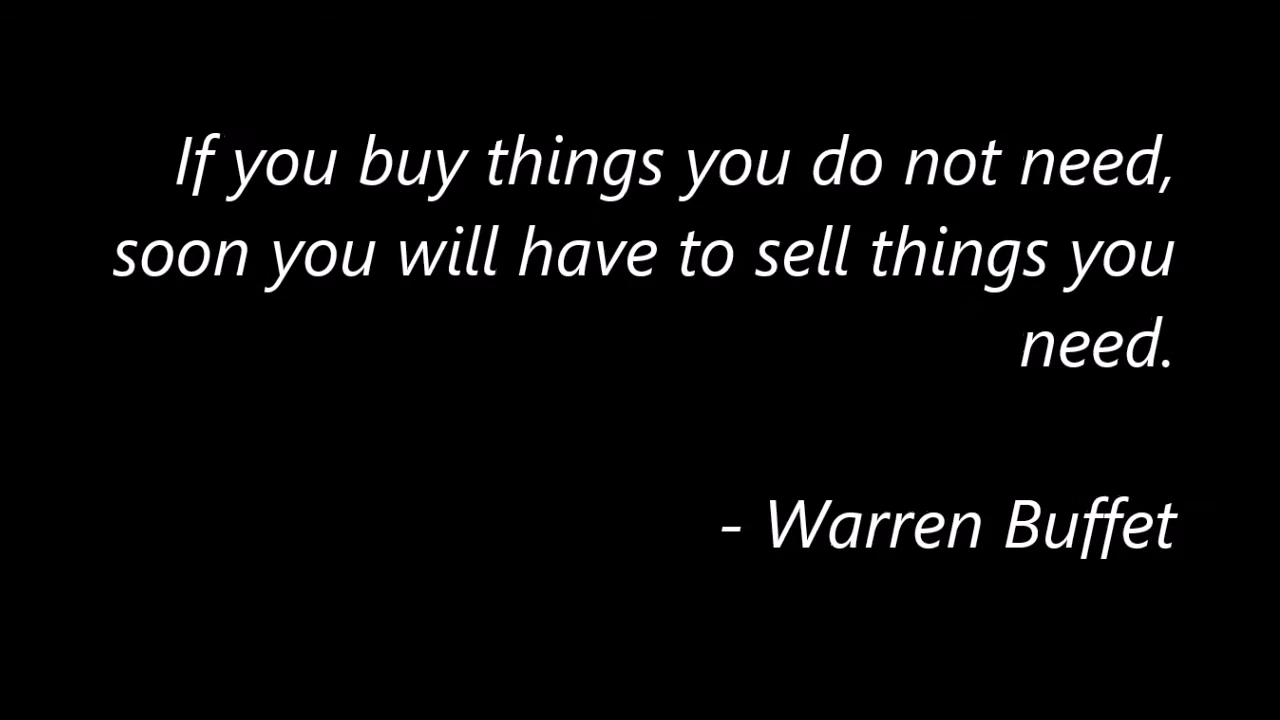 If you buy things you do not need,
soon you will have to sell things you
need.
- Warren Buffet